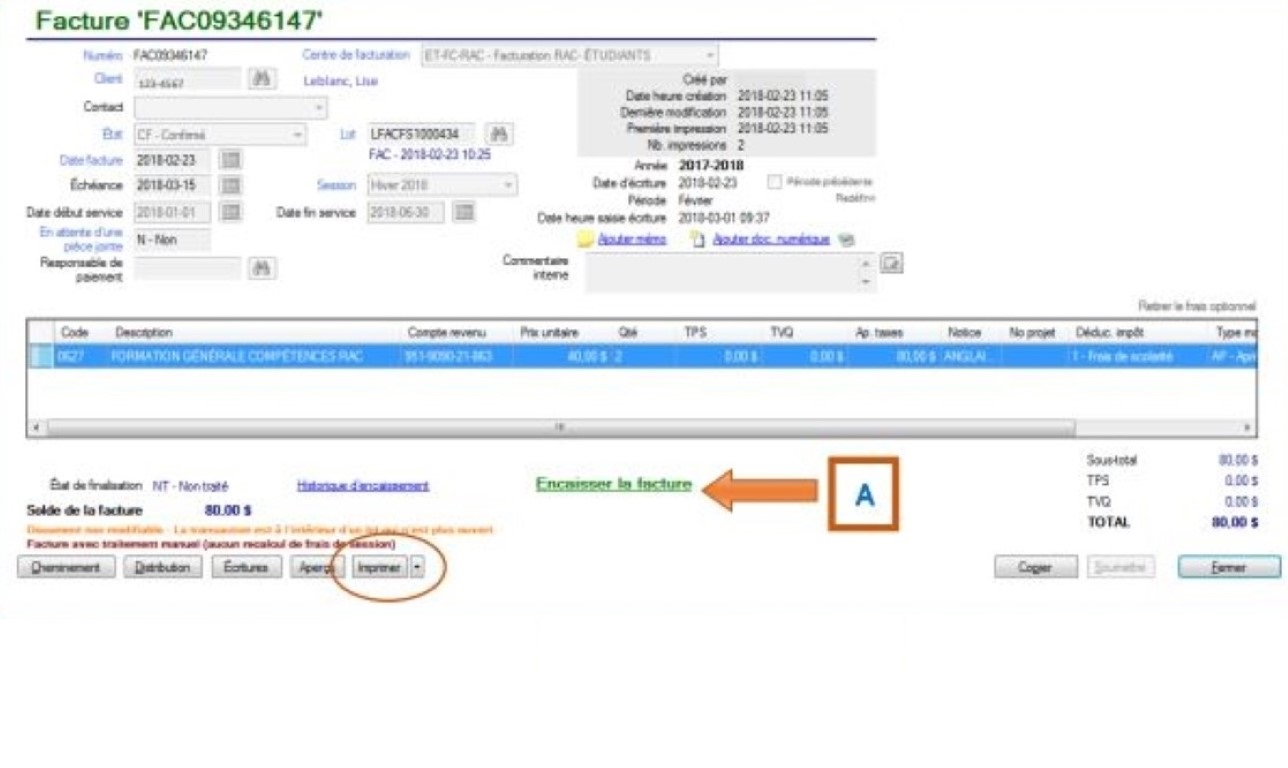 Facture 'FAC09346147'
Numéro FAC09346147 Centre de facturation ET-FC-RAC - Facturation RAC- ÉTUDIANTS
Client 123-4567 Leblanc, Lise
Créé par
Date heure création 2018-02-23 11:05
Contact
Dernière modification 2018-02-23 11:05
État CF - Confirmé Lot LFACFS1000434
Première impression 2018-02-23 11:05
FAC - 2018-02-23 10:25
Nb. impressions 2
Date facture 2018-02-23
Année 2017-2018
Échéance 2018-03-15 Session Hiver 2018
Date d'écriture 2018-02-23 Période précédente
Période Février Redéfinir
Date début service 2018-01-01 Date fin service 2018-06-30
Date heure saisie écriture 2018-03-01 09:37
En attente d'une pièce jointe N - Non
Ajouter mémo Ajouter doc. numérique
Responsable de paiement
Commentaire interne
Retirer le frais optionnel
Code Description Compte revenu Prix unitaire Qté TPS TVQ Ap. taxes Notice No projet Déduc. impôt Type
0627 FORMATION GÉNÉRALE COMPÉTENCES RAC 40,00 $ 2 0,00 $ 0,00 $ 80,00 $ ANGLAI 1 - Frais de scolarité
Sous-total 80,00 $
État de finalisation NT - Non traité Historique d'encaissement Encaisser la facture A
TPS 0,00 $
TVQ 0,00 $
Solde de la facture 80.00 $
TOTAL 80,00 $
Document non modifiable - La transaction est à l'intérieur d'un lot qui n'est plus ouvert
Facture avec traitement manuel (aucun recalcul de frais de session)
Cheminement Distribution Écritures Aperçu Imprimer Copier Soumettre Fermer